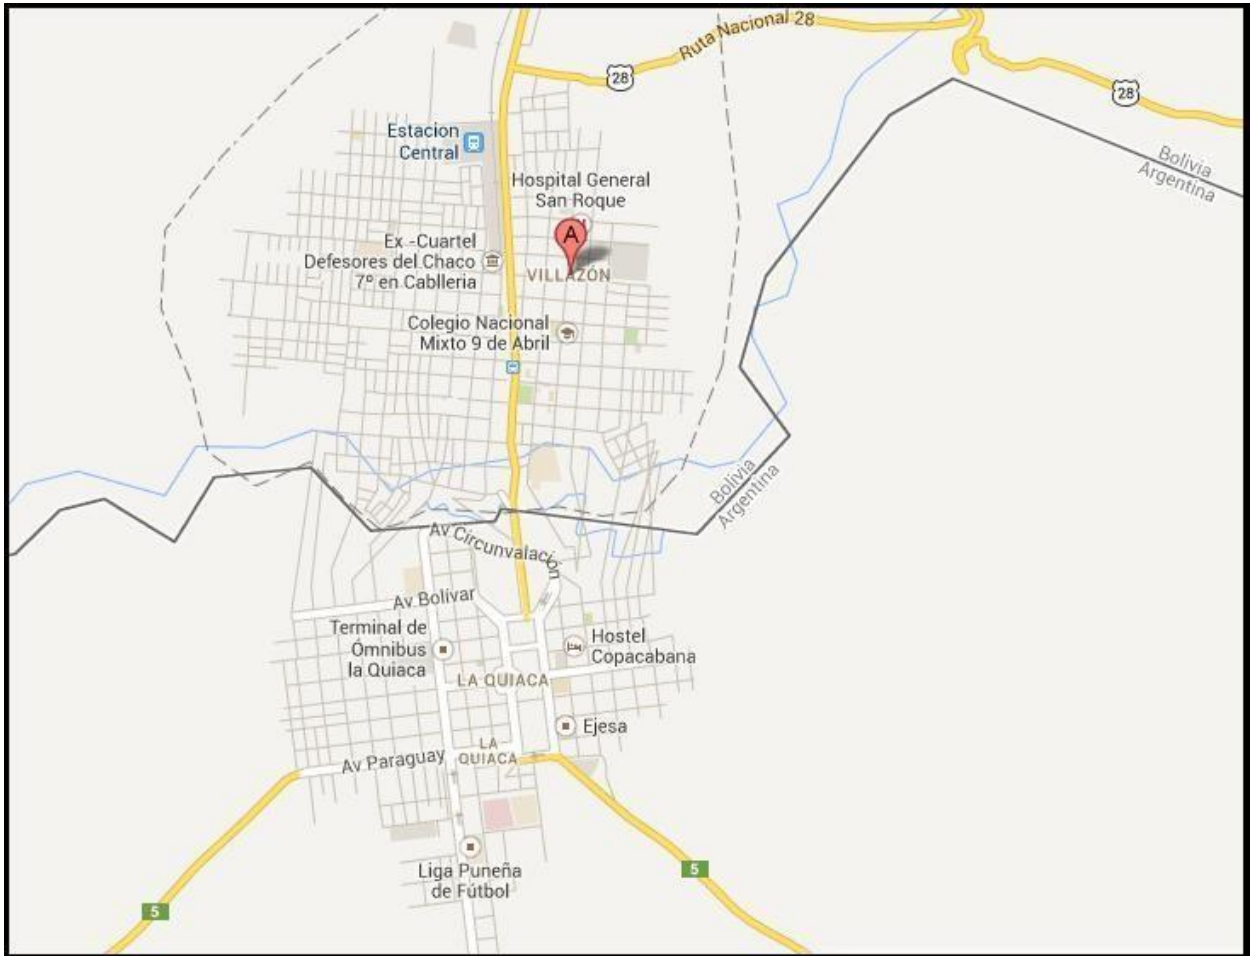 Ruta Nacional 28
28
28
Estacion
Central
Bolivia
Argentina
Hospital General
San Roque
A
Ex -Cuartel
Defesores del Chaco
7º en Cablleria
VILLAZÓN
Colegio Nacional
Mixto 9 de Abril
Bolivia
Argentina
Av Circunvalación
Av Bolívar
Terminal de
Ómnibus
la Quiaca
Hostel
Copacabana
LA QUIACA
Ejesa
LA
QUIACA
Av Paraguay
Liga Puneña
de Fútbol
5
5